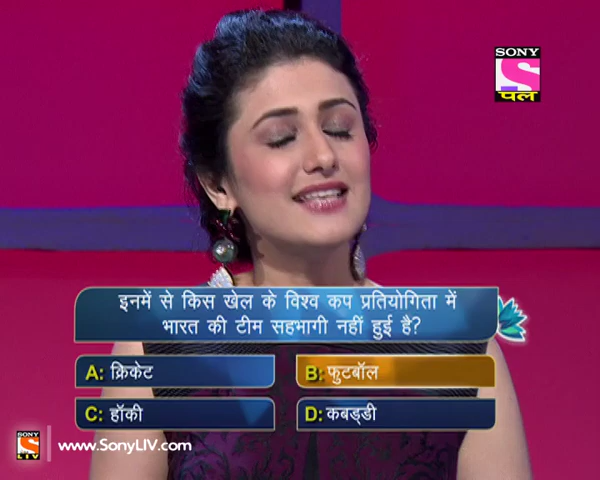 SONY
S
पल
इनमें से किस खेल के विश्व कप प्रतियोगिता में
भारत की टीम सहभागी नहीं हुई है?
A: क्रिकेट
B: फुटबॉल
C: हॉकी
D: कबड्डी
SONY
S
LIV
www.SonyLIV.com